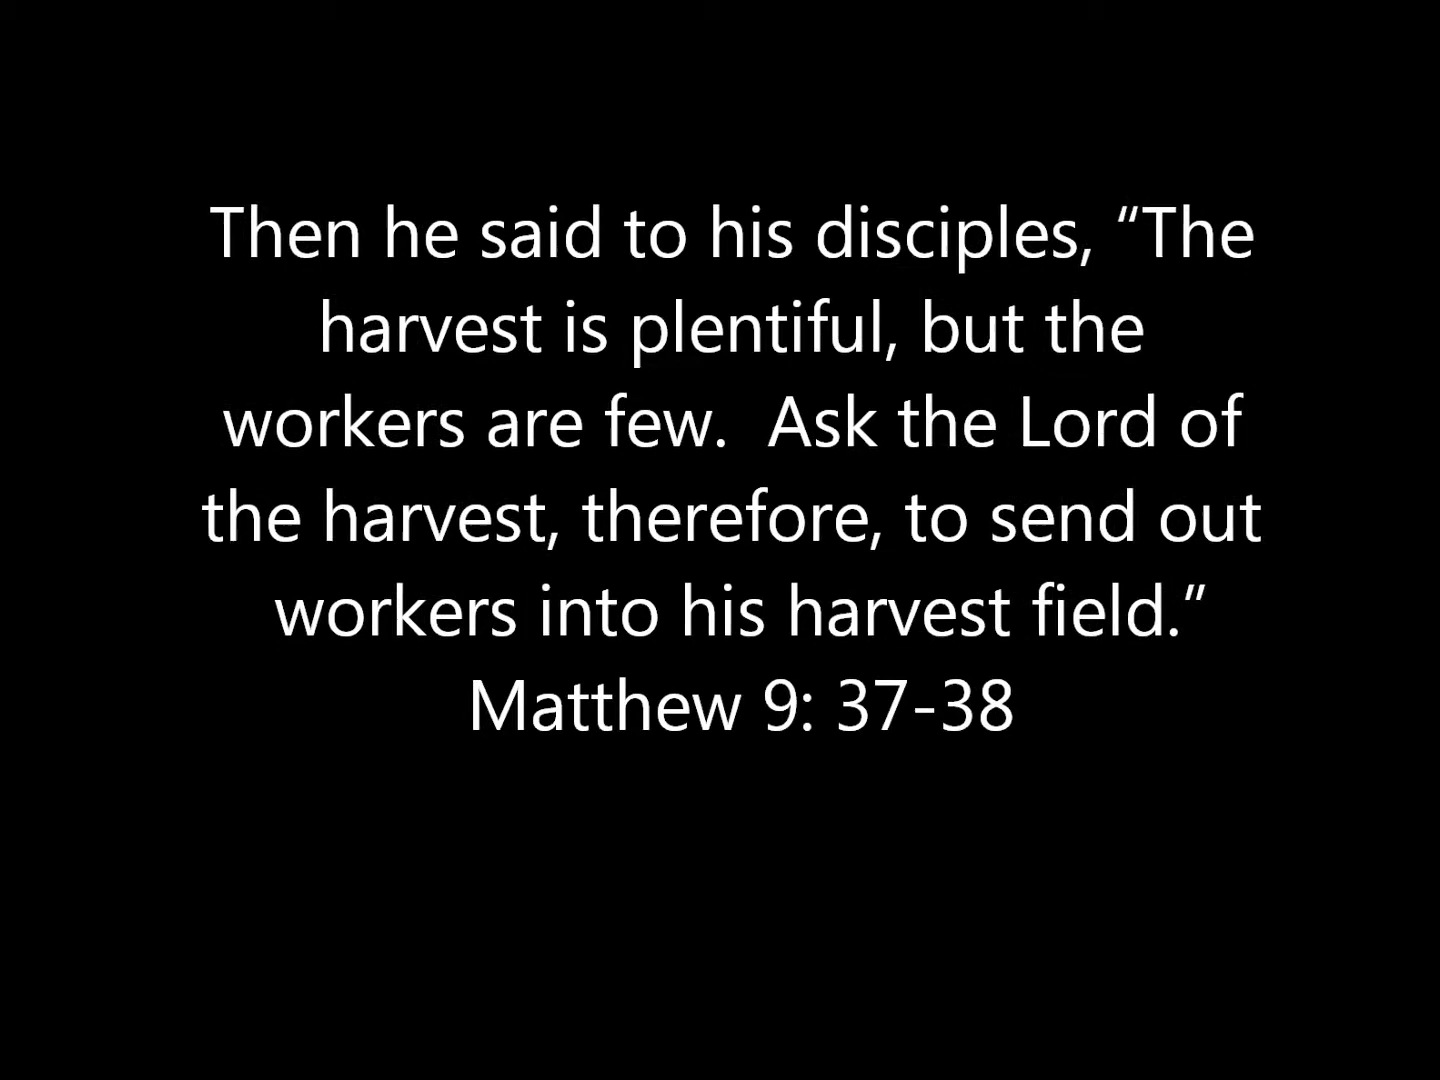 Then he said to his disciples, “The
harvest is plentiful, but the
workers are few.  Ask the Lord of
the harvest, therefore, to send out
workers into his harvest field.”
Matthew 9: 37-38